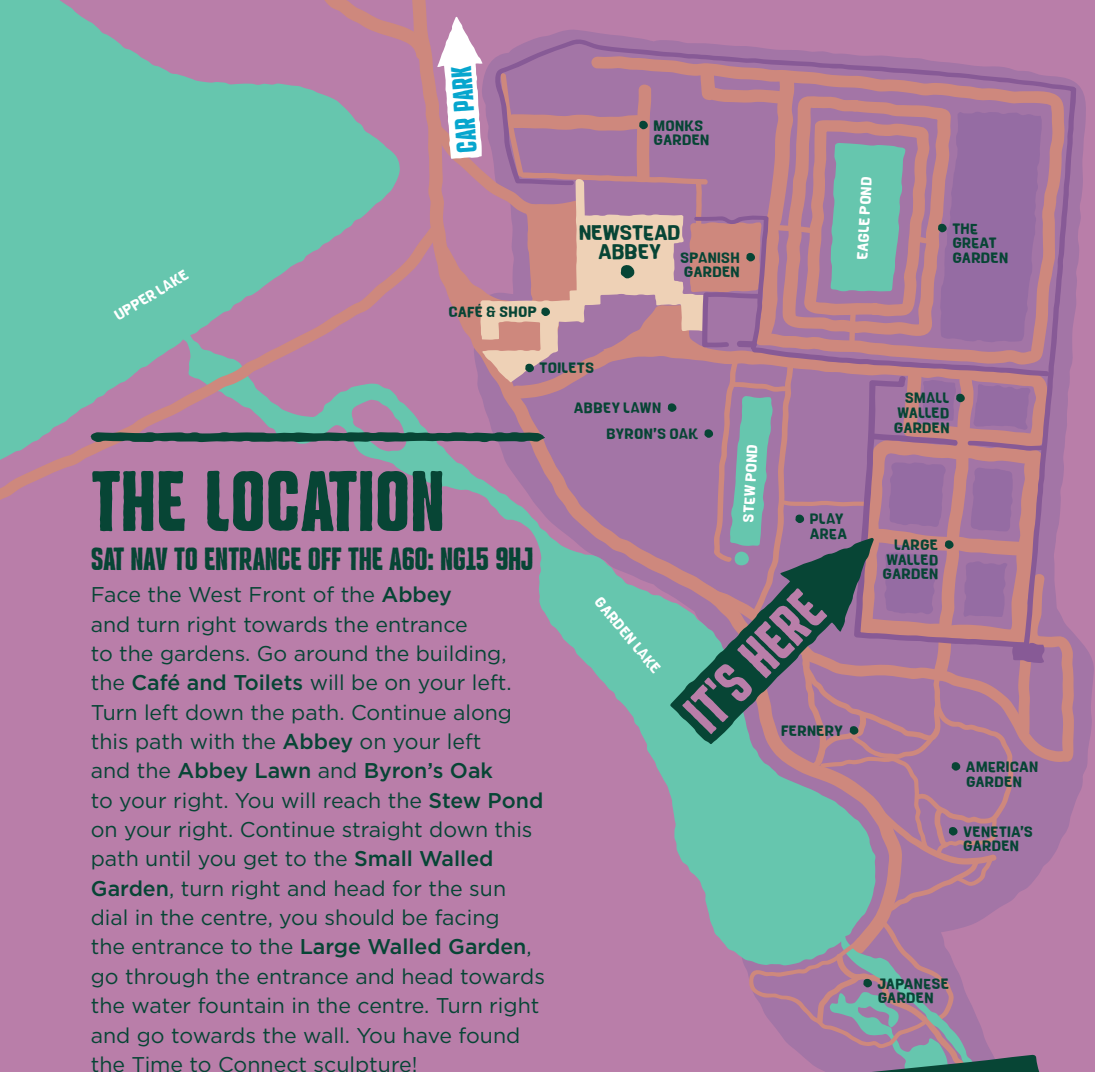 CAR PARK
MONKS
GARDEN
NEWSTEAD
ABBEY
SPANISH
GARDEN
EAGLE POND
THE
GREAT
GARDEN
UPPER LAKE
CAFÉ & SHOP
TOILETS
ABBEY LAWN
BYRON'S OAK
STEW POND
SMALL
WALLED
GARDEN
PLAY
AREA
LARGE
WALLED
GARDEN
GARDEN LAKE
IT'S HERE
FERNERY
AMERICAN
GARDEN
VENETIA'S
GARDEN
JAPANESE
GARDEN
THE LOCATION
SAT NAV TO ENTRANCE OFF THE A60: NG15 9HJ
Face the West Front of the Abbey
and turn right towards the entrance
to the gardens. Go around the building,
the Café and Toilets will be on your left.
Turn left down the path. Continue along
this path with the Abbey on your left
and the Abbey Lawn and Byron's Oak
to your right. You will reach the Stew Pond
on your right. Continue straight down this
path until you get to the Small Walled
Garden, turn right and head for the sun
dial in the centre, you should be facing
the entrance to the Large Walled Garden,
go through the entrance and head towards
the water fountain in the centre. Turn right
and go towards the wall. You have found
the Time to Connect sculpture!